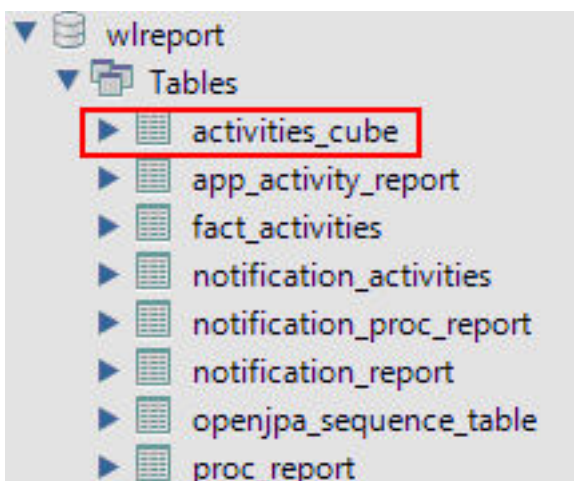 wlreport
Tables
activities_cube
app_activity_report
fact_activities
notification_activities
notification_proc_report
notification_report
openjpa_sequence_table
proc_report